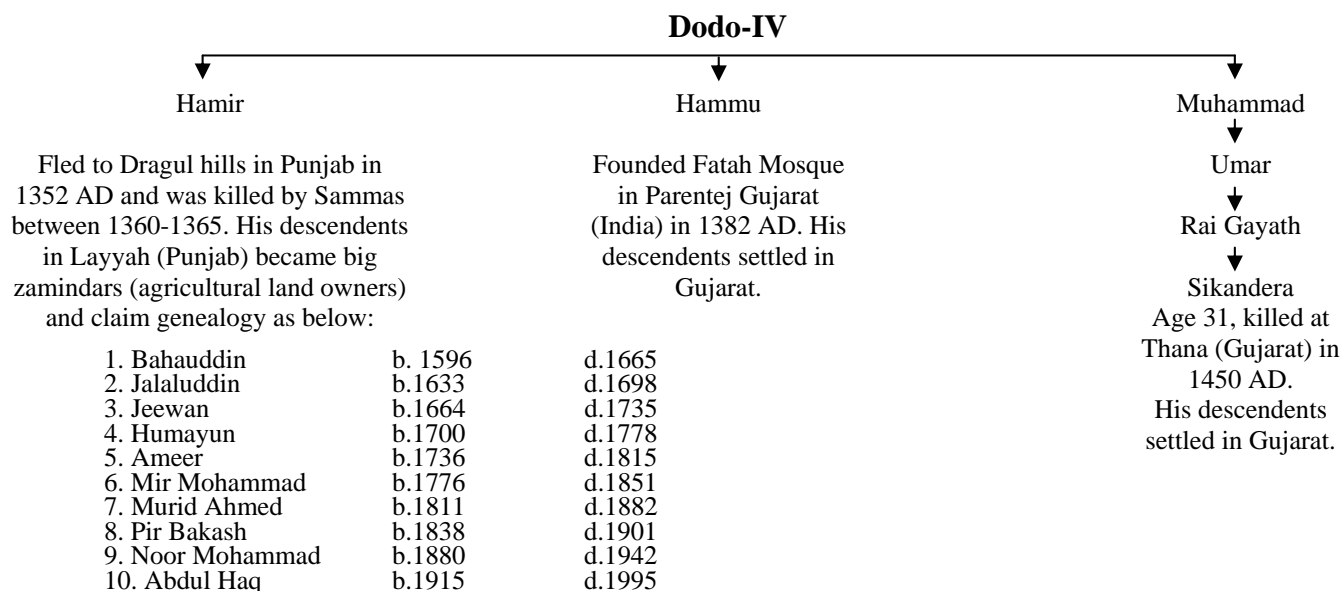 Dodo-IV
Hamir
Fled to Dragul hills in Punjab in
1352 AD and was killed by Sammas
between 1360-1365. His descendents
in Layyah (Punjab) became big
zamindars (agricultural land owners)
and claim genealogy as below:
1. Bahauddin b. 1596 d.1665
2. Jalaluddin b.1633 d.1698
3. Jeewan b.1664 d.1735
4. Humayun b.1700 d.1778
5. Ameer b.1736 d.1815
6. Mir Mohammad b.1776 d.1851
7. Murid Ahmed b.1811 d.1882
8. Pir Bakash b.1838 d.1901
9. Noor Mohammad b.1880 d.1942
10. Abdul Haq b.1915 d.1995
Hammu
Founded Fatah Mosque
in Parentej Gujarat
(India) in 1382 AD. His
descendents settled in
Gujarat.
Muhammad
Umar
Rai Gayath
Sikandera
Age 31, killed at
Thana (Gujarat) in
1450 AD.
His descendents
settled in Gujarat.